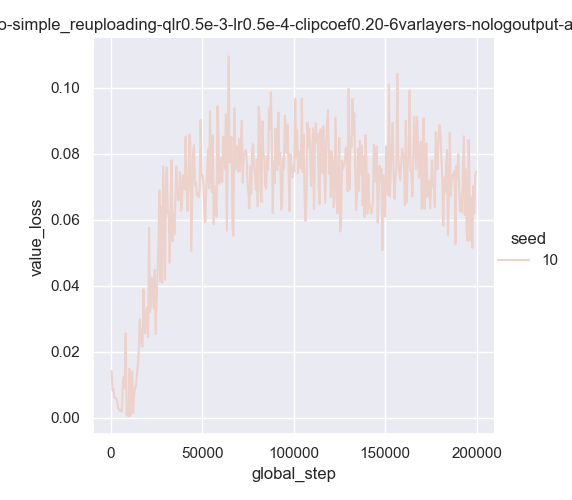 o-simple_reuploading-qlr0.5e-3-lr0.5e-4-clipcoef0.20-6varlayers-nologoutput-a
0.10
0.08
0.06
0.04
0.02
0.00
value_loss
0 50000 100000 150000 200000
global_step
seed
10